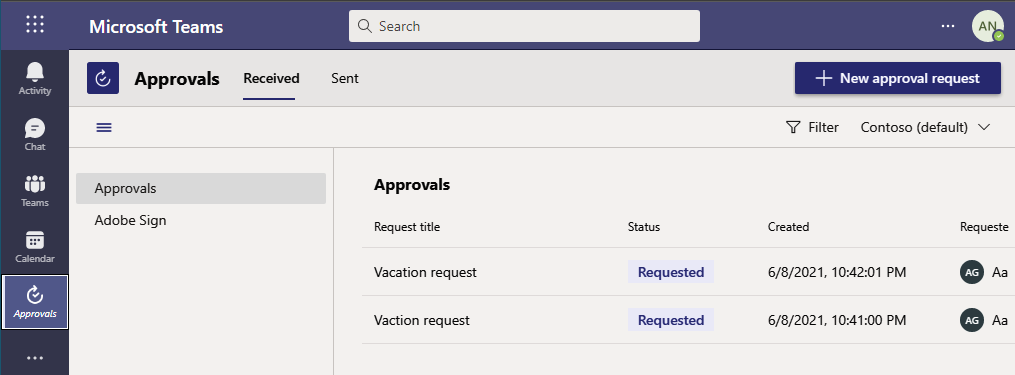 Microsoft Teams
Search
AN
Activity
Chat
Teams
Calendar
Approvals
Approvals Received Sent New approval request
Filter Contoso (default)
Approvals
Adobe Sign
Approvals
Request title Status Created Requeste
Vacation request Requested 6/8/2021, 10:42:01 PM AG Aa
Vaction request Requested 6/8/2021, 10:41:00 PM AG Aa